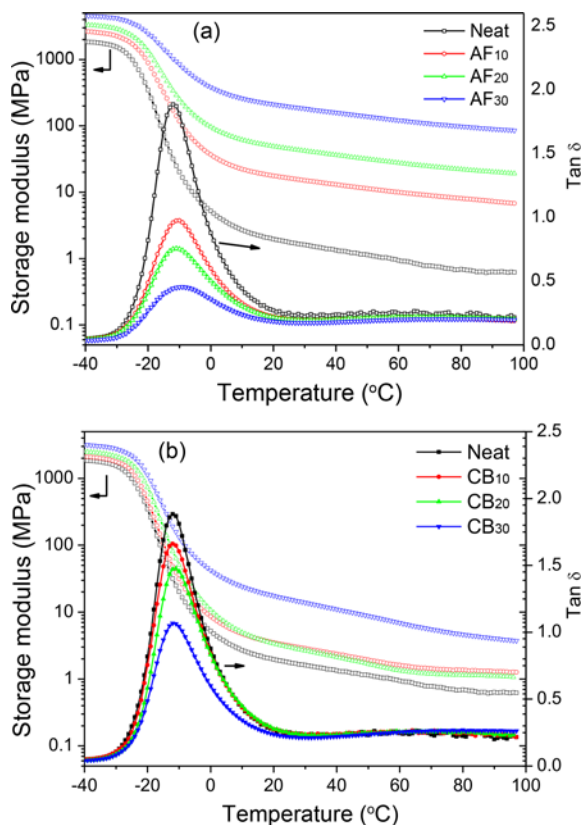 (a)
Neat
AF10
AF20
AF30
Storage modulus (MPa)
1000
100
10
1
0.1
Tan δ
2.5
2.0
1.5
1.0
0.5
0.0
-40 -20 0 20 40 60 80 100
Temperature (°C)
(b)
Neat
CB10
CB20
CB30
Storage modulus (MPa)
1000
100
10
1
0.1
Tan δ
2.5
2.0
1.5
1.0
0.5
0.0
-40 -20 0 20 40 60 80 100
Temperature (°C)